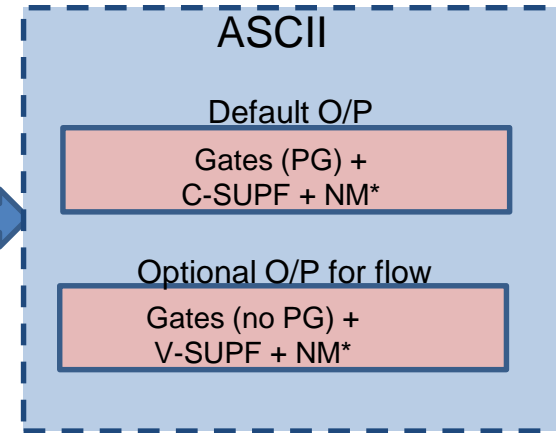 ASCII
Default O/P
Gates (PG) +
C-SUPF + NM*
Optional O/P for flow
Gates (no PG) +
V-SUPF + NM*